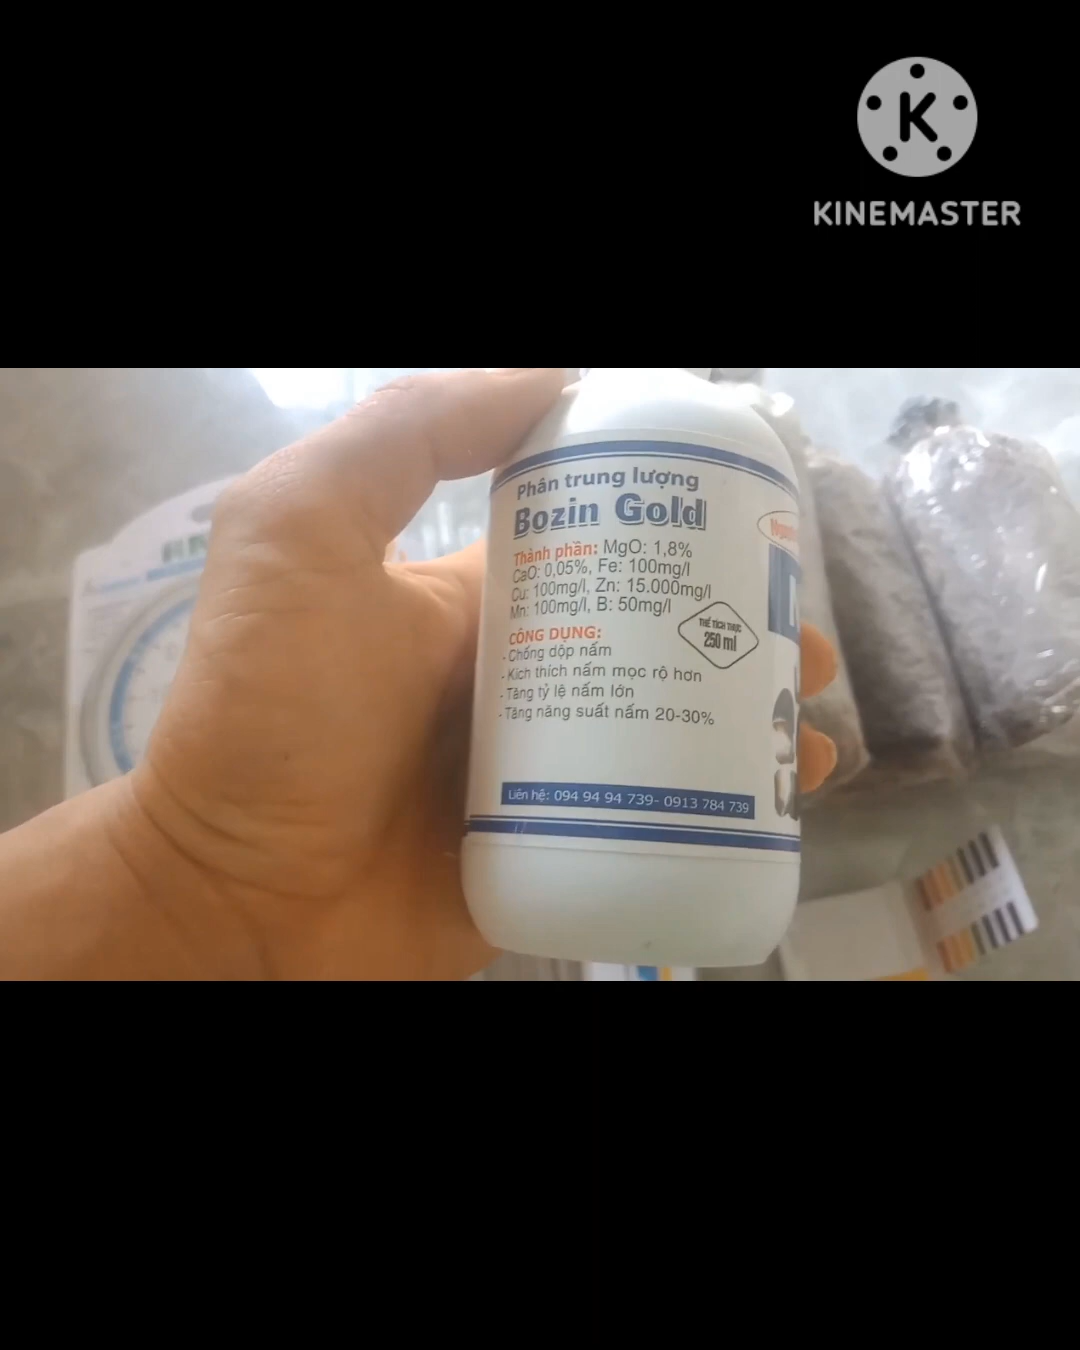 KINEMASTER
Phân trung lượng
Bozin Gold
Thành phần: MgO: 1,8%
CaO: 0,05%, Fe: 100mg/l
Cu: 100mg/l, Zn: 15.000mg/l
Mn: 100mg/l, B: 50mg/l
THỂ TÍCH THỰC
250 ml
CÔNG DỤNG:
- Chống dộp nấm
- Kích thích nấm mọc rộ hơn
- Tăng tỷ lệ nấm lớn
- Tăng năng suất nấm 20-30%
Liên hệ: 094 94 94 739- 0913 784 739